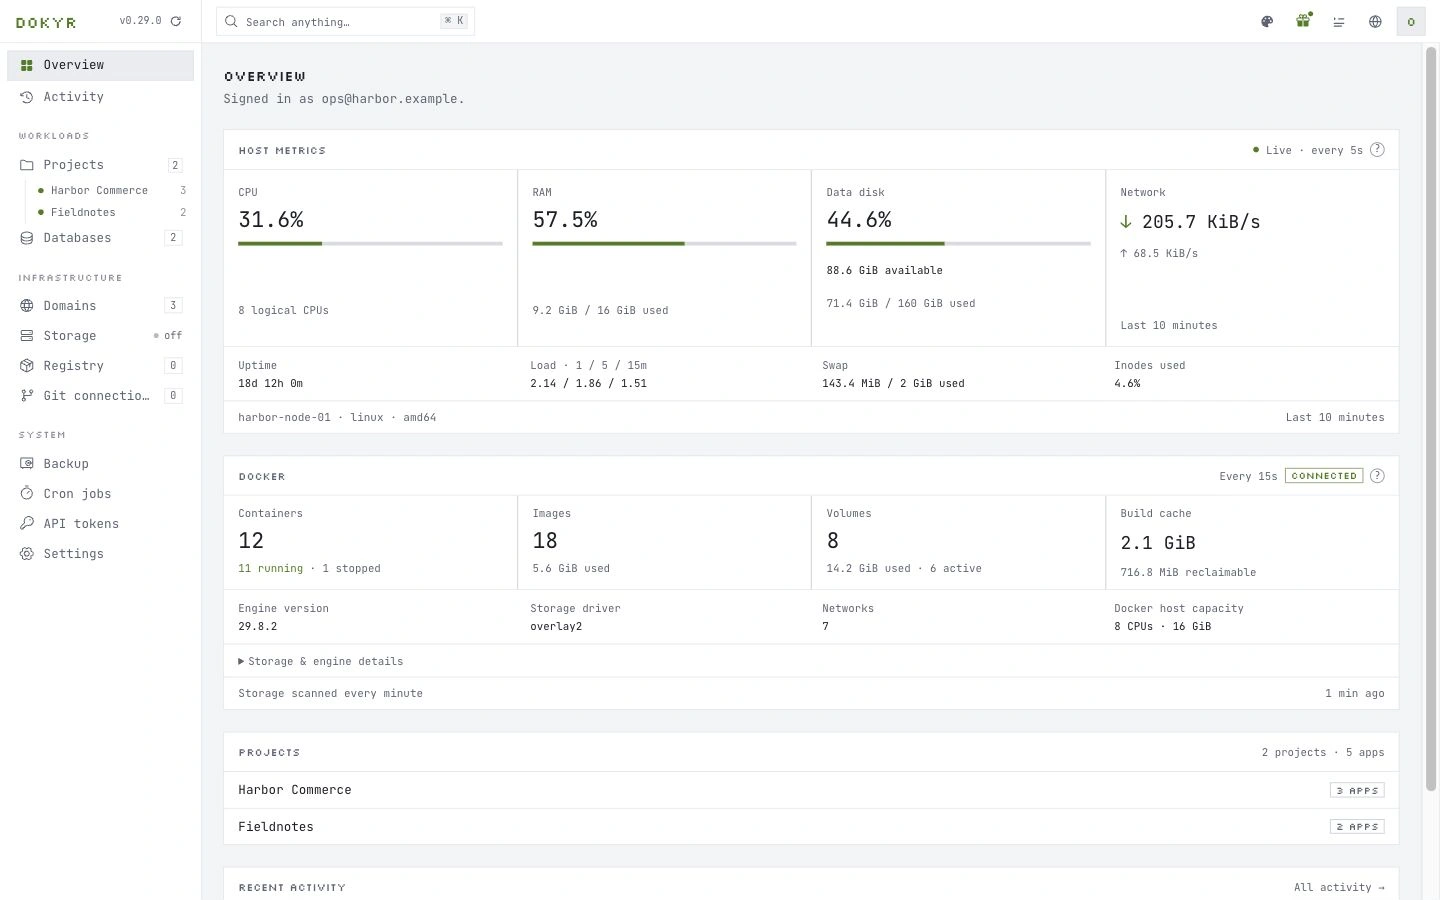 DOKYR
v0.29.0
Search anything…
⌘ K
O
Overview
Activity
WORKLOADS
Projects 2
Harbor Commerce 3
Fieldnotes 2
Databases 2
INFRASTRUCTURE
Domains 3
Storage off
Registry 0
Git connectio… 0
SYSTEM
Backup
Cron jobs
API tokens
Settings
OVERVIEW
Signed in as ops@harbor.example.
HOST METRICS
Live · every 5s ?
CPU
31.6%
8 logical CPUs
RAM
57.5%
9.2 GiB / 16 GiB used
Data disk
44.6%
88.6 GiB available
71.4 GiB / 160 GiB used
Network
↓ 205.7 KiB/s
↑ 68.5 KiB/s
Last 10 minutes
Uptime
18d 12h 0m
Load · 1 / 5 / 15m
2.14 / 1.86 / 1.51
Swap
143.4 MiB / 2 GiB used
Inodes used
4.6%
harbor-node-01 · linux · amd64
Last 10 minutes
DOCKER
Every 15s CONNECTED ?
Containers
12
11 running · 1 stopped
Images
18
5.6 GiB used
Volumes
8
14.2 GiB used · 6 active
Build cache
2.1 GiB
716.8 MiB reclaimable
Engine version
29.8.2
Storage driver
overlay2
Networks
7
Docker host capacity
8 CPUs · 16 GiB
▶ Storage & engine details
Storage scanned every minute
1 min ago
PROJECTS
2 projects · 5 apps
Harbor Commerce
3 APPS
Fieldnotes
2 APPS
RECENT ACTIVITY
All activity →